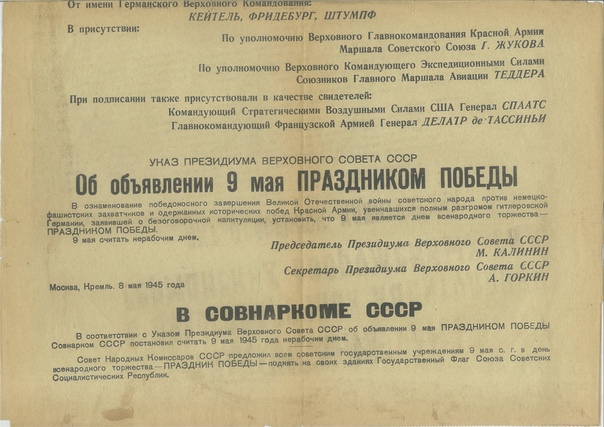 От имени Германского Верховного Командования:
КЕЙТЕЛЬ, ФРИДЕБУРГ, ШТУМПФ
В присутствии:
По уполномочию Верховного Главнокомандования Красной Армии
Маршала Советского Союза Г. ЖУКОВА
По уполномочию Верховного Командующего Экспедиционными Силами
Союзников Главного Маршала Авиации ТЕДДЕРА
При подписании также присутствовали в качестве свидетелей:
Командующий Стратегическими Воздушными Силами США Генерал СПААТС
Главнокомандующий Французской Армией Генерал ДЕЛАТР де ТАССИНЬИ
УКАЗ ПРЕЗИДИУМА ВЕРХОВНОГО СОВЕТА СССР
Об объявлении 9 мая ПРАЗДНИКОМ ПОБЕДЫ
В ознаменование победоносного завершения Великой Отечественной войны советского народа против немецко-
фашистских захватчиков и одержанных исторических побед Красной Армии, увенчавшихся полным разгромом гитлеровской
Германии, заявившей о безоговорочной капитуляции, установить, что 9 мая является днем всенародного торжества—
ПРАЗДНИКОМ ПОБЕДЫ.
9 мая считать нерабочим днем.
Председатель Президиума Верховного Совета СССР
М. КАЛИНИН
Секретарь Президиума Верховного Совета СССР
А. ГОРКИН
Москва, Кремль. 8 мая 1945 года
В СОВНАРКОМЕ СССР
В соответствии с Указом Президиума Верховного Совета СССР об объявлении 9 мая ПРАЗДНИКОМ ПОБЕДЫ
Совнарком СССР постановил считать 9 мая 1945 года нерабочим днем.
Совет Народных Комиссаров СССР предложил всем советским государственным учреждениям 9 мая с. г. в день
всенародного торжества—ПРАЗДНИК ПОБЕДЫ—поднять на своих зданиях Государственный Флаг Союза Советских
Социалистических Республик.